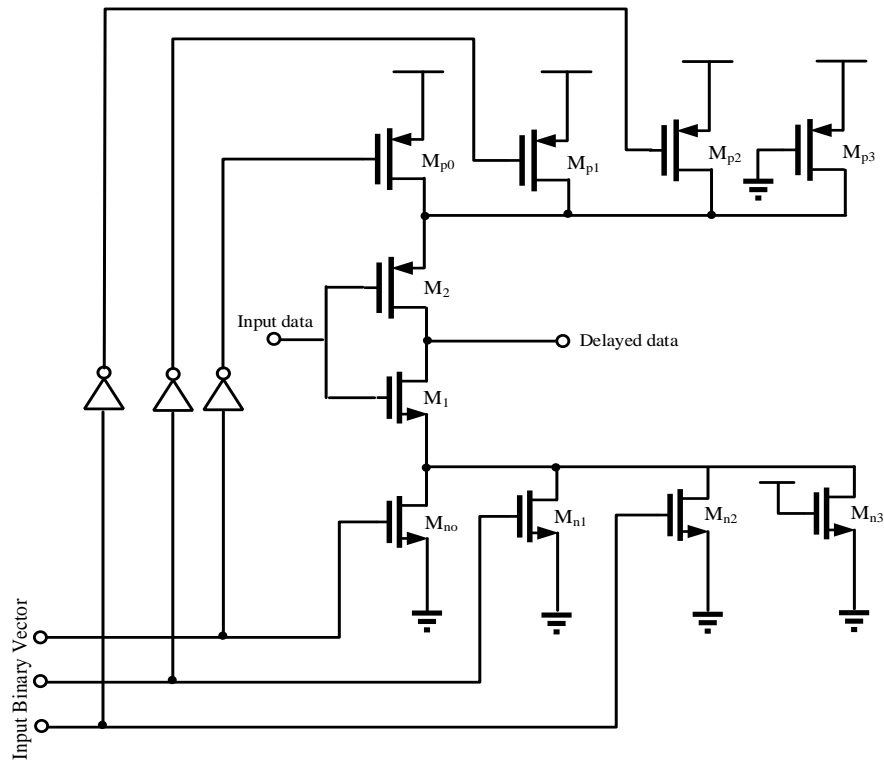 M_p0
M_p1
M_p2
M_p3
M_2
Input data
Delayed data
M_1
M_no
M_n1
M_n2
M_n3
Input Binary Vector